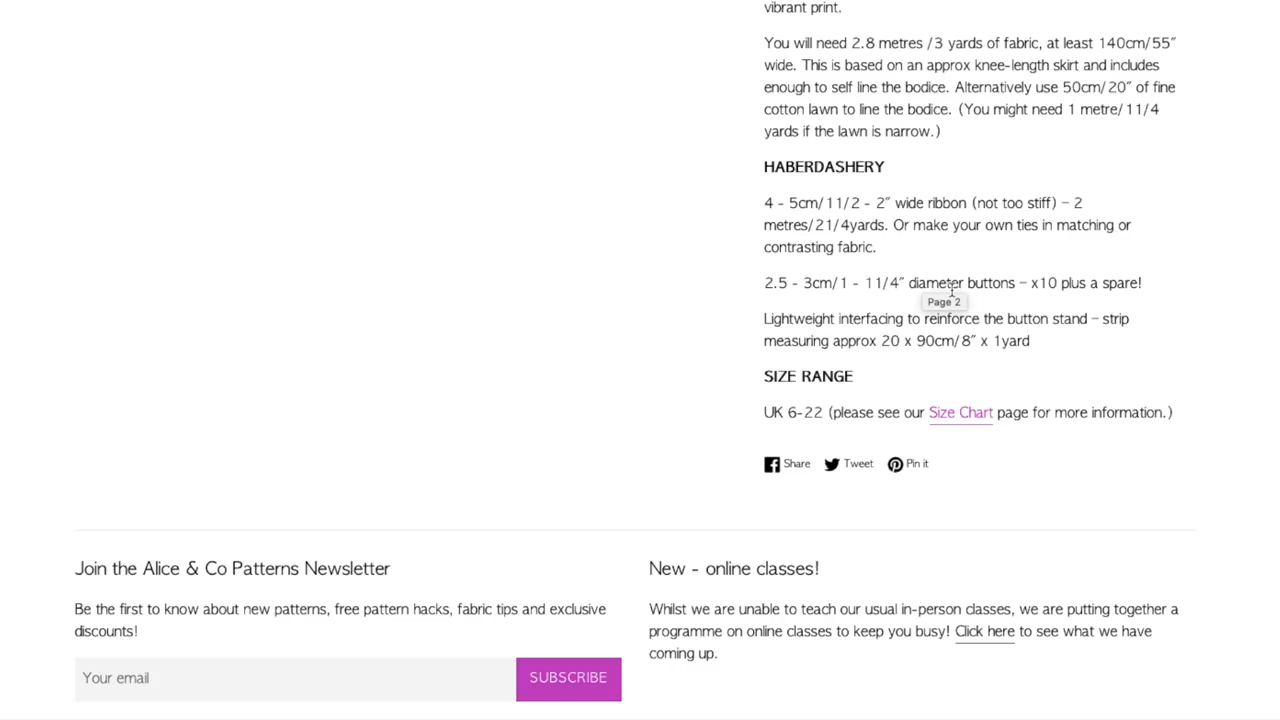 vibrant print.
You will need 2.8 metres /3 yards of fabric, at least 140cm/55″
wide. This is based on an approx knee-length skirt and includes
enough to self line the bodice. Alternatively use 50cm/20″ of fine
cotton lawn to line the bodice. (You might need 1 metre/11/4
yards if the lawn is narrow.)
HABERDASHERY
4 - 5cm/11/2 - 2″ wide ribbon (not too stiff) – 2
metres/21/4yards. Or make your own ties in matching or
contrasting fabric.
2.5 - 3cm/1 - 11/4″ diameter buttons – x10 plus a spare!
Page 2
Lightweight interfacing to reinforce the button stand – strip
measuring approx 20 x 90cm/8″ x 1yard
SIZE RANGE
UK 6-22 (please see our Size Chart page for more information.)
Share Tweet Pin it
Join the Alice & Co Patterns Newsletter
Be the first to know about new patterns, free pattern hacks, fabric tips and exclusive
discounts!
Your email SUBSCRIBE
New - online classes!
Whilst we are unable to teach our usual in-person classes, we are putting together a
programme on online classes to keep you busy! Click here to see what we have
coming up.